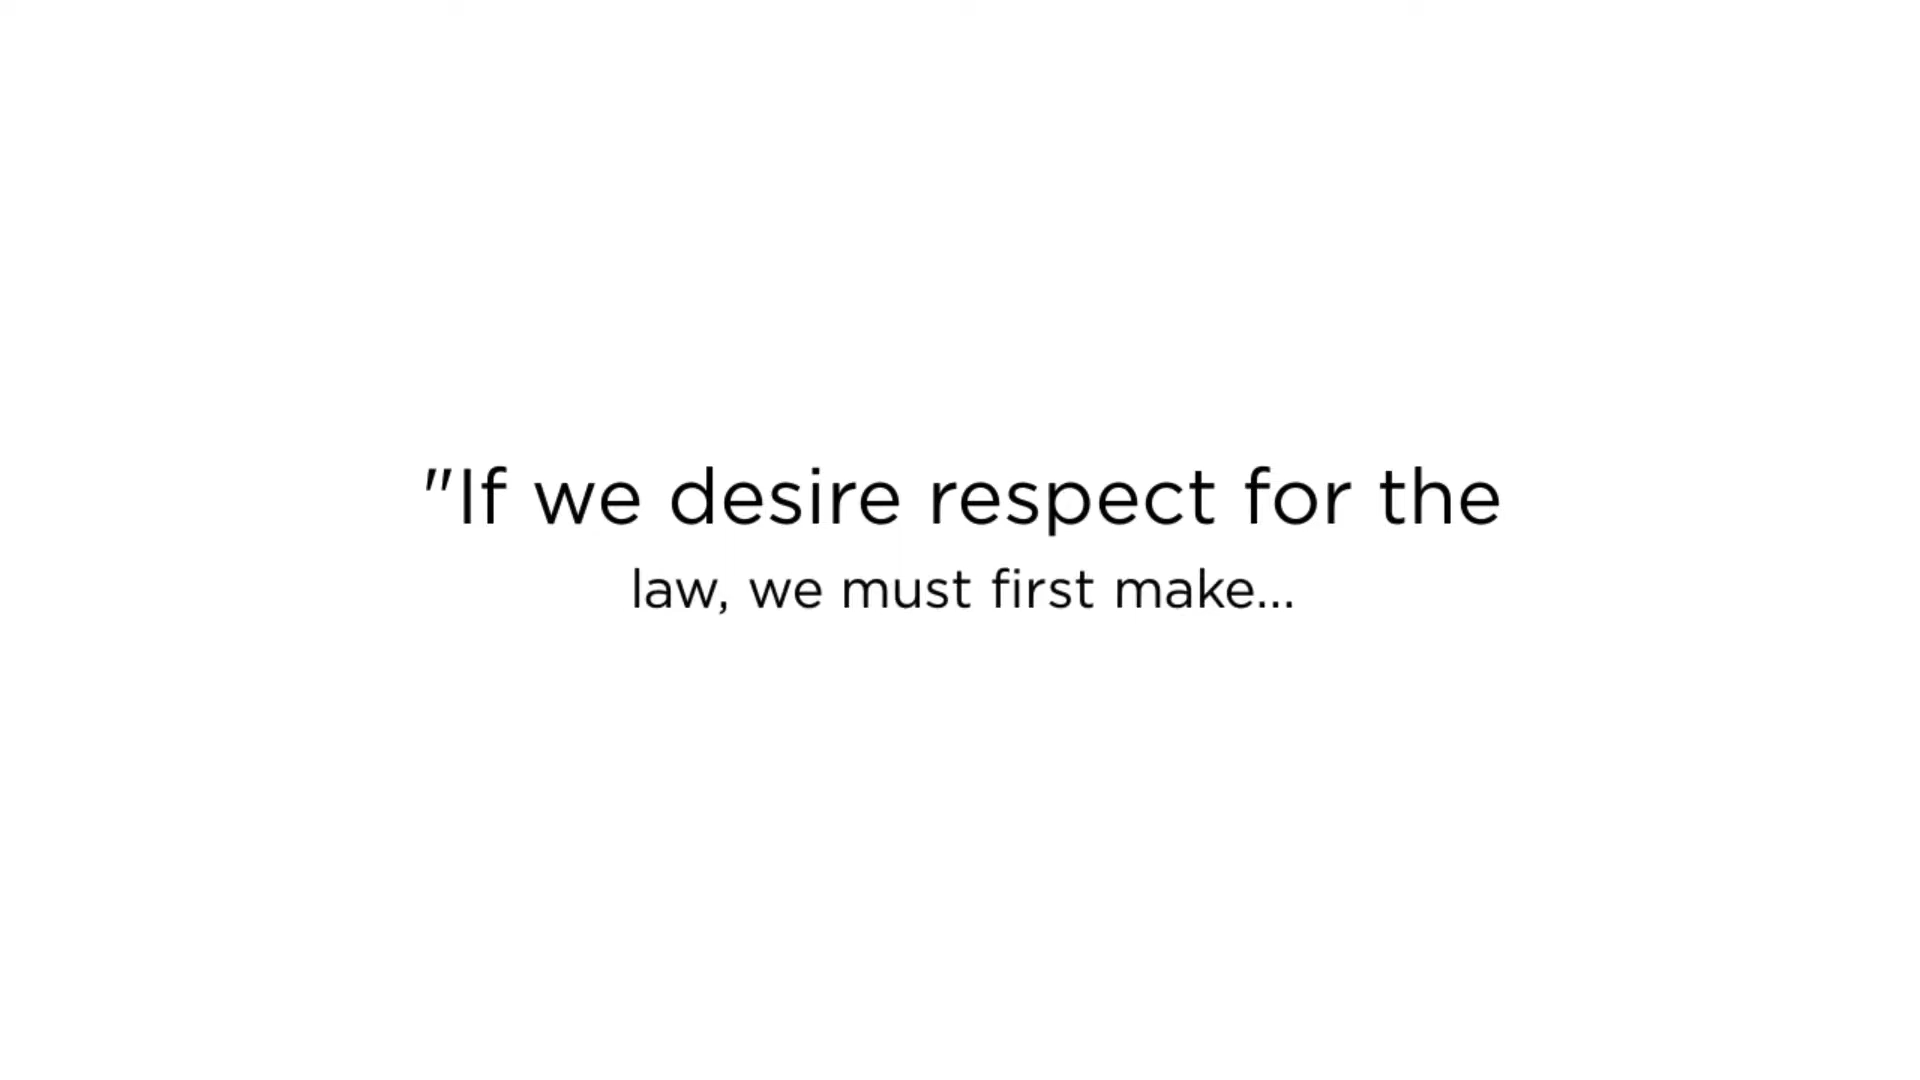 "If we desire respect for the
law, we must first make...